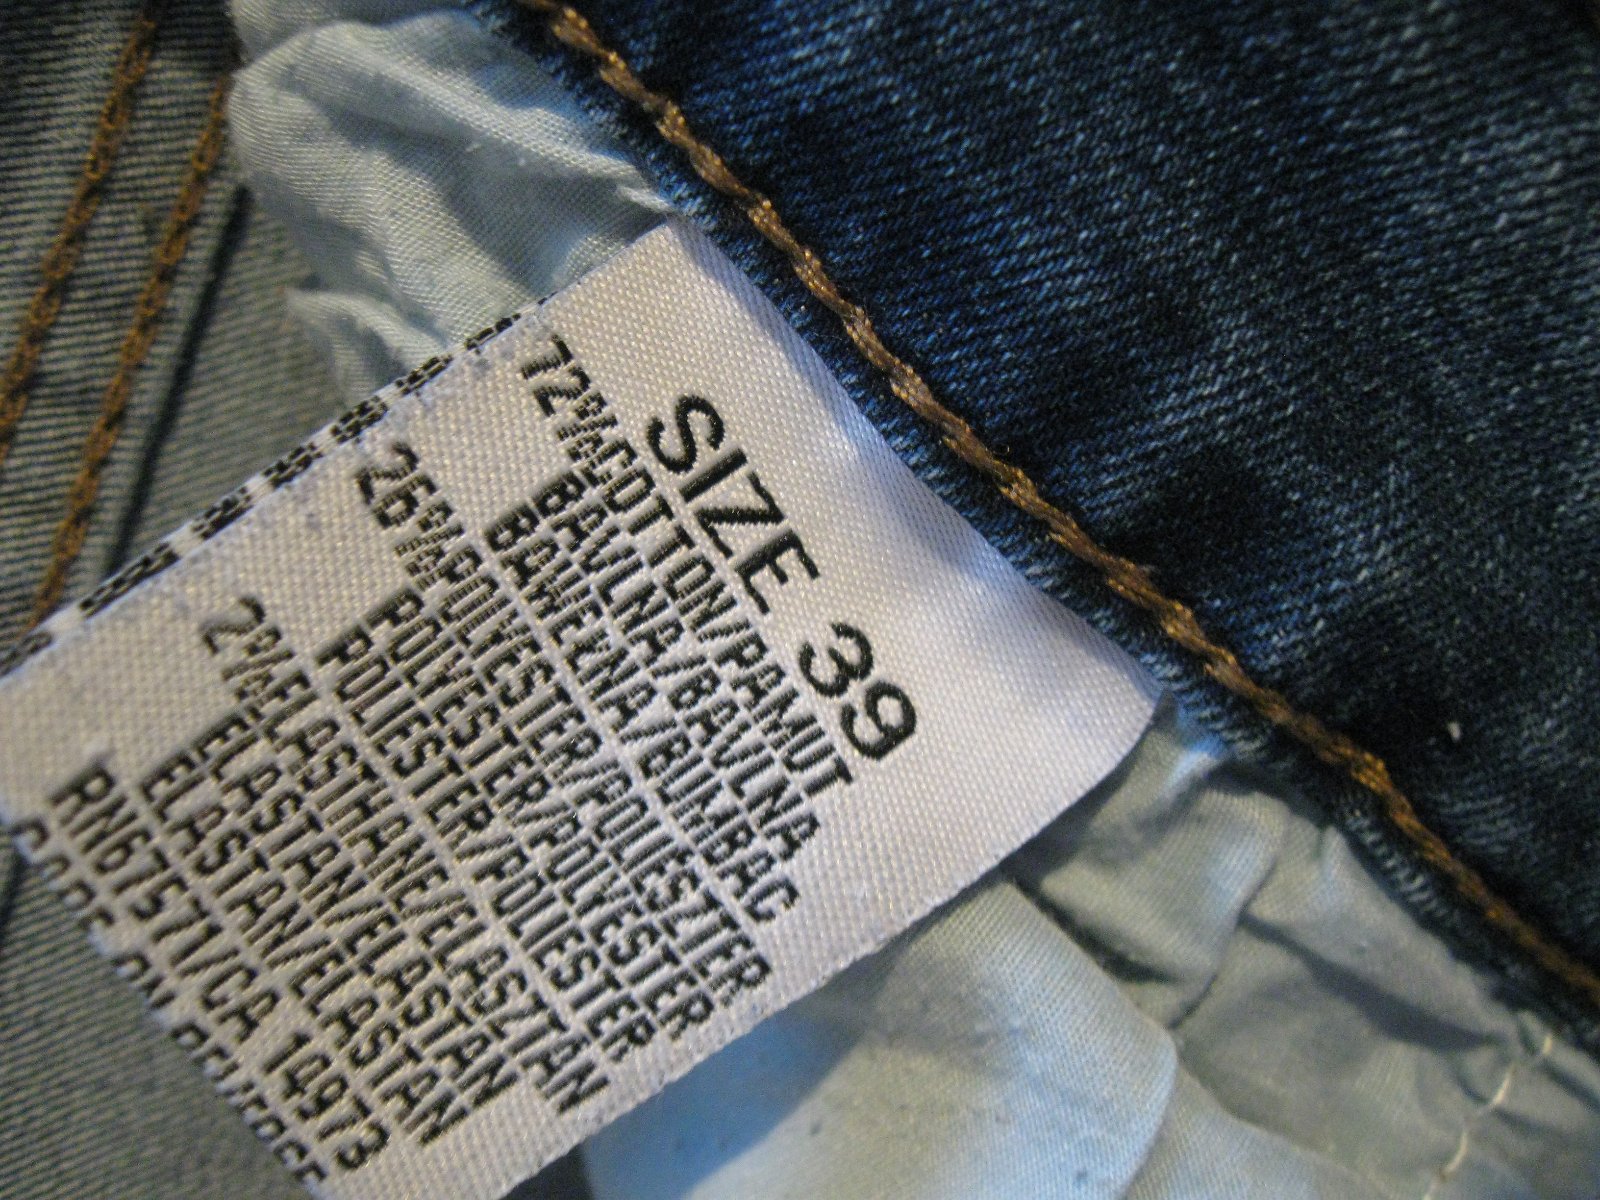 SIZE 39
72% COTTON/PAMUT
BAVLNA/BAVLNA
BAWEŁNA/BUMBAC
26% POLYESTER/POLIÉSZTER
POLYESTER/POLYESTER
POLIESTER/POLIESTER
2% ELASTHANE/ELASZTÁN
ELASTAN/ELASTAN
ELASTAN/ELASTAN
RN67571/CA 14973